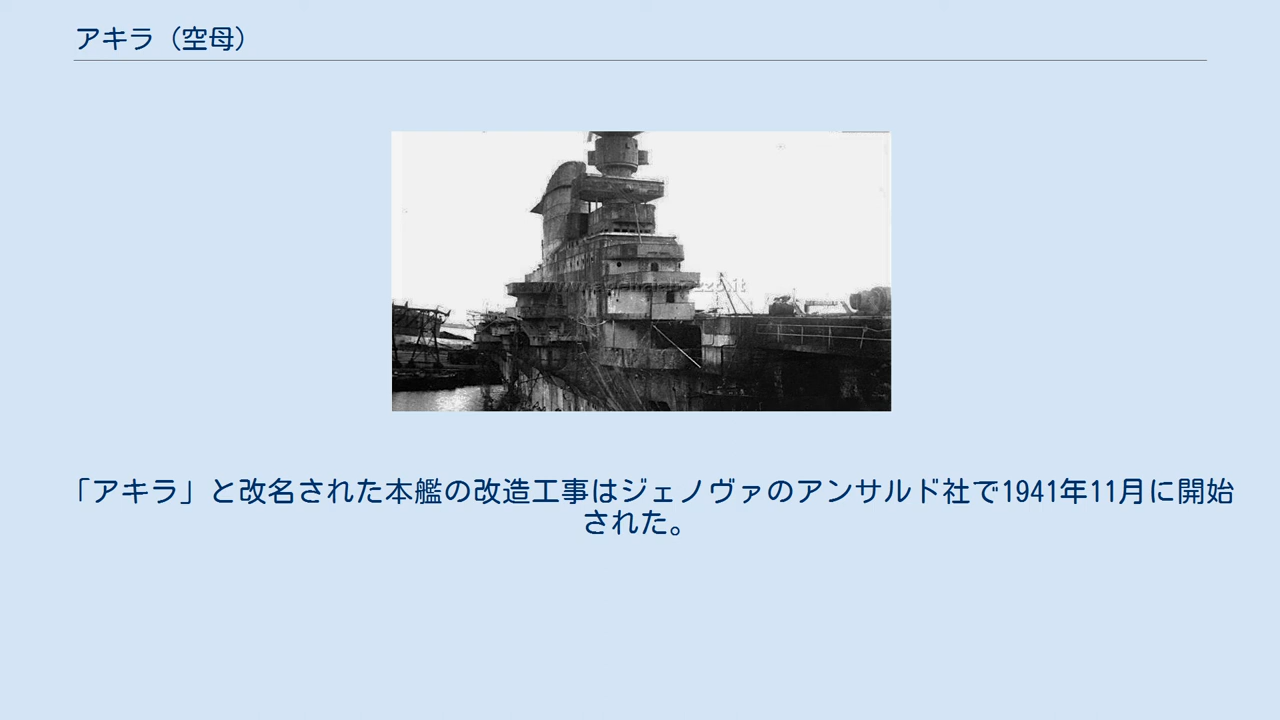 アキラ（空母）
「アキラ」と改名された本艦の改造工事はジェノヴァのアンサルド社で1941年11月に開始
された。